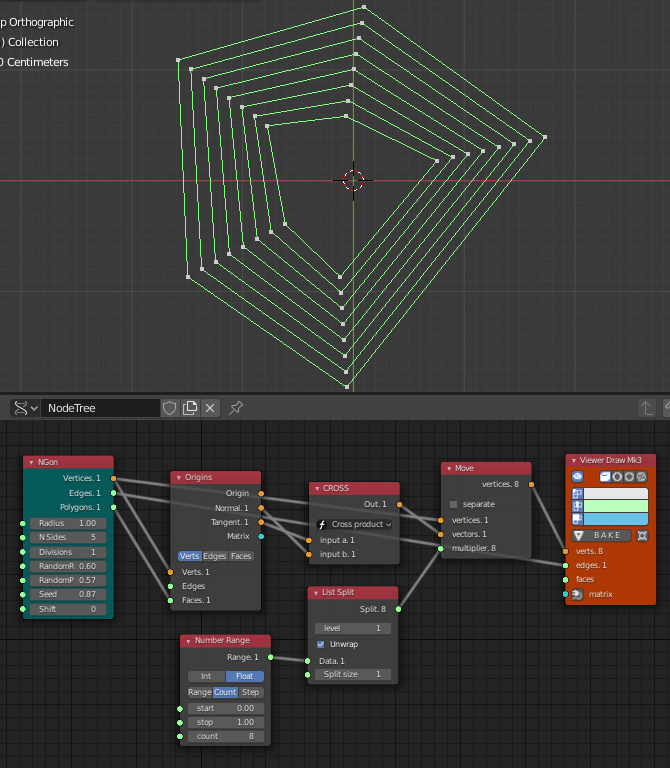 p Orthographic
) Collection
0 Centimeters
NodeTree
NGon
Vertices. 1
Edges. 1
Polygons. 1
Radius 1.00
N Sides 5
Divisions 1
RandomR 0.60
RandomP 0.57
Seed 0.87
Shift 0
Origins
Origin
Normal. 1
Tangent. 1
Matrix
Verts Edges Faces
Verts. 1
Edges
Faces. 1
Number Range
Range. 1
Int Float
Range Count Step
start 0.00
stop 1.00
count 8
CROSS
Out. 1
Cross product
input a. 1
input b. 1
List Split
Split. 8
level 1
Unwrap
Data. 1
Split size 1
Move
vertices. 8
separate
vertices. 1
vectors. 1
multiplier. 8
Viewer Draw Mk3
BAKE
verts. 8
edges. 1
faces
matrix